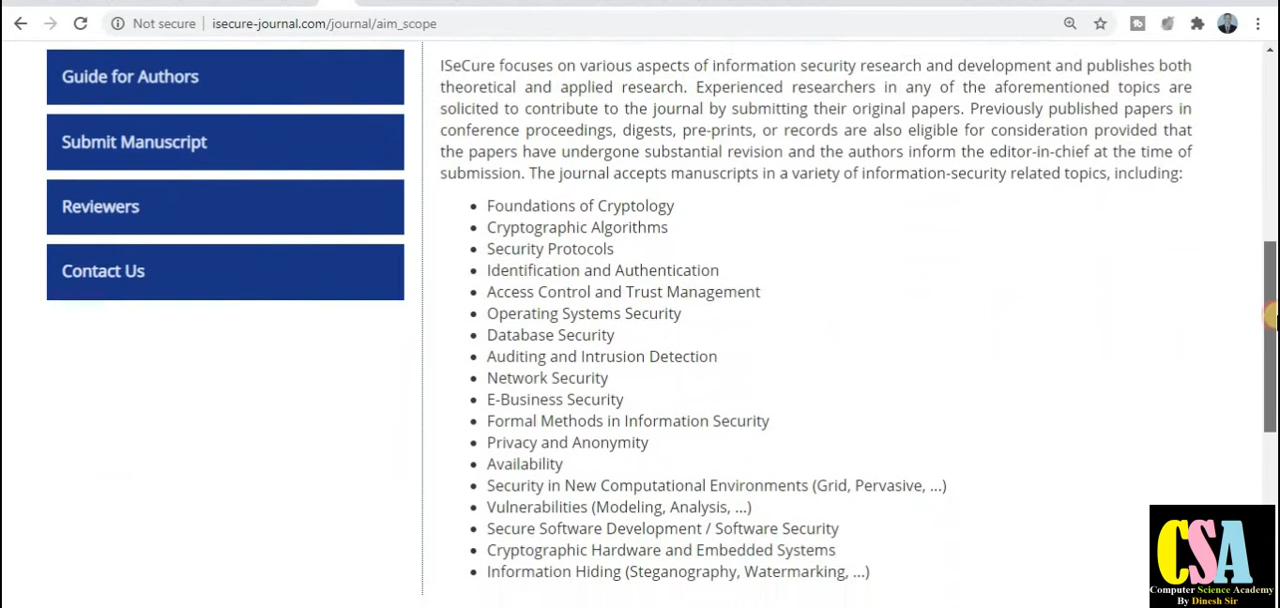 Not secure
isecure-journal.com/journal/aim_scope
Guide for Authors
Submit Manuscript
Reviewers
Contact Us
ISeCure focuses on various aspects of information security research and development and publishes both
theoretical and applied research. Experienced researchers in any of the aforementioned topics are
solicited to contribute to the journal by submitting their original papers. Previously published papers in
conference proceedings, digests, pre-prints, or records are also eligible for consideration provided that
the papers have undergone substantial revision and the authors inform the editor-in-chief at the time of
submission. The journal accepts manuscripts in a variety of information-security related topics, including:
• Foundations of Cryptology
• Cryptographic Algorithms
• Security Protocols
• Identification and Authentication
• Access Control and Trust Management
• Operating Systems Security
• Database Security
• Auditing and Intrusion Detection
• Network Security
• E-Business Security
• Formal Methods in Information Security
• Privacy and Anonymity
• Availability
• Security in New Computational Environments (Grid, Pervasive, ...)
• Vulnerabilities (Modeling, Analysis, ...)
• Secure Software Development / Software Security
• Cryptographic Hardware and Embedded Systems
• Information Hiding (Steganography, Watermarking, ...)
CSA
Computer Science Academy
By Dinesh Sir